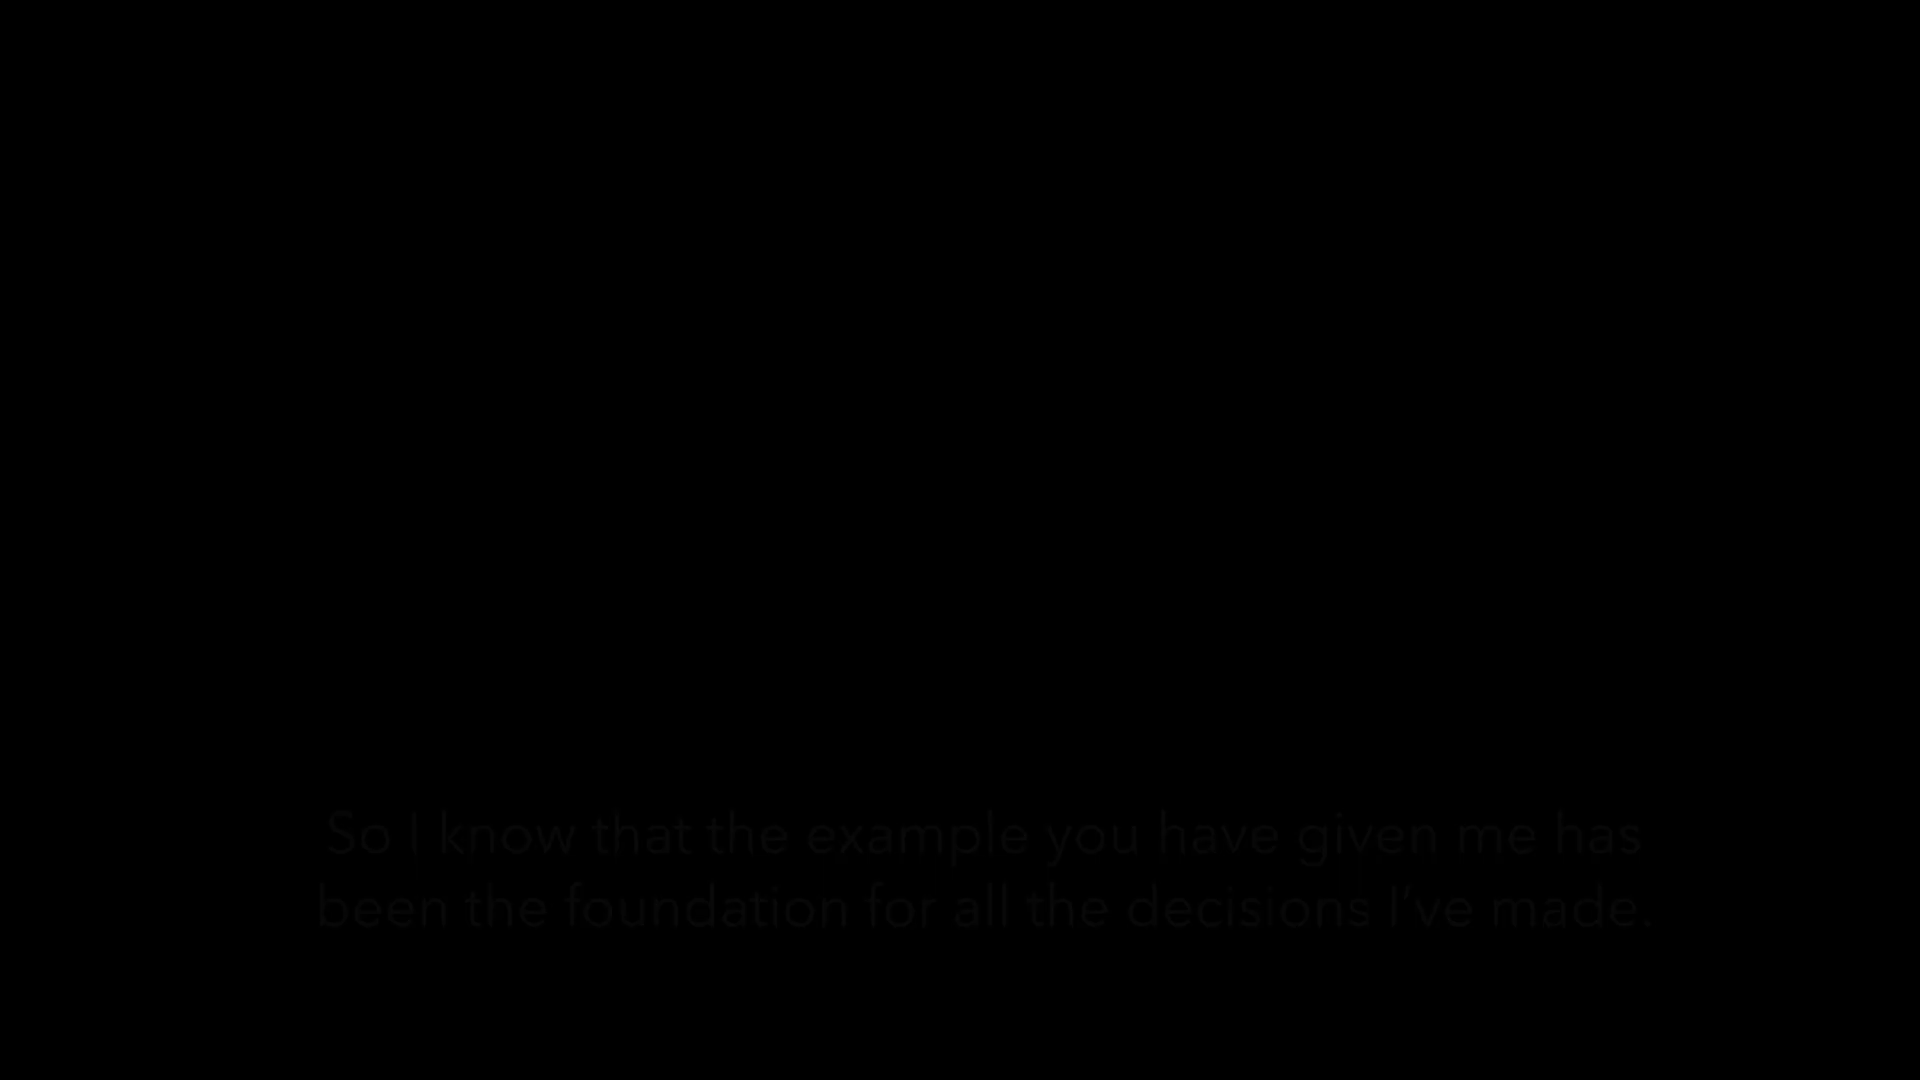 So I know that the example you have given me has
been the foundation for all the decisions I’ve made.